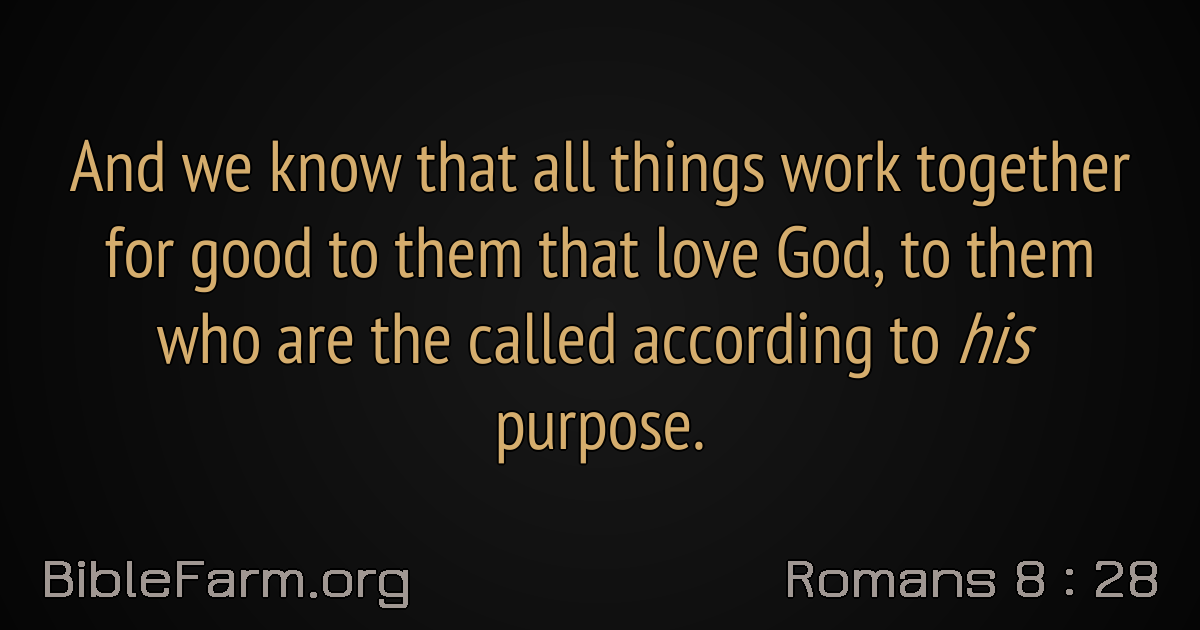 And we know that all things work together
for good to them that love God, to them
who are the called according to his
purpose.
BibleFarm.org
Romans 8 : 28